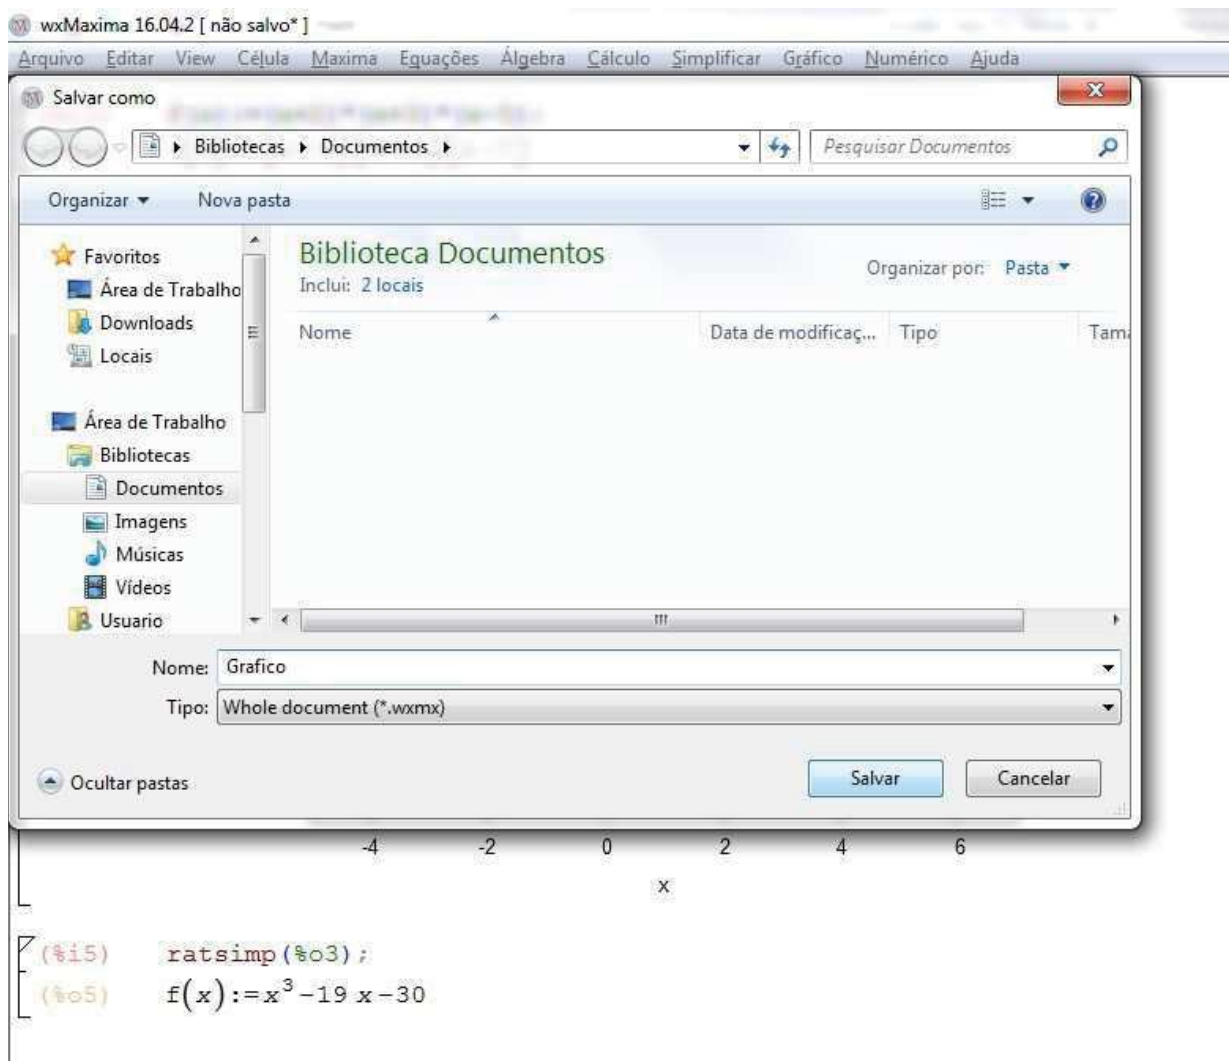 wxMaxima 16.04.2 [ não salvo* ]
Arquivo Editar View Célula Maxima Equações Álgebra Cálculo Simplificar Gráfico Numérico Ajuda
Salvar como
Bibliotecas Documentos
Pesquisar Documentos
Organizar Nova pasta
Favoritos
Área de Trabalho
Downloads
Locais
Área de Trabalho
Bibliotecas
Documentos
Imagens
Músicas
Vídeos
Usuario
Biblioteca Documentos
Inclui: 2 locais
Organizar por: Pasta
Nome Data de modificaç... Tipo Tama
Nome: Grafico
Tipo: Whole document (*.wxmx)
Ocultar pastas
Salvar Cancelar
-4 -2 0 2 4 6
x
(%i5) ratsimp(%o3);
(%o5) f(x):=x³-19 x-30